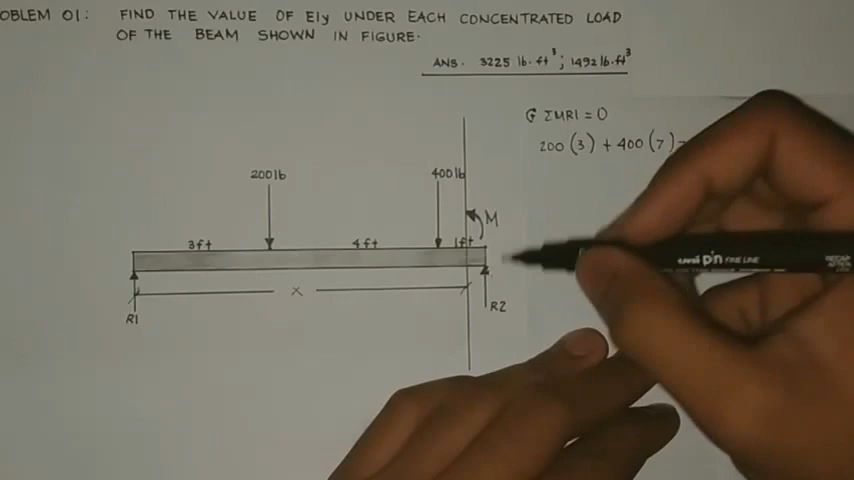 OBLEM 01: FIND THE VALUE OF EIy UNDER EACH CONCENTRATED LOAD
OF THE BEAM SHOWN IN FIGURE.
ANS. 3225 lb.ft³; 1492 lb.ft³
ΣMR1 = 0
200(3) + 400(7) -
200lb
400lb
M
3ft
4ft
1ft
x
R1
R2
uni pin FINE LINE